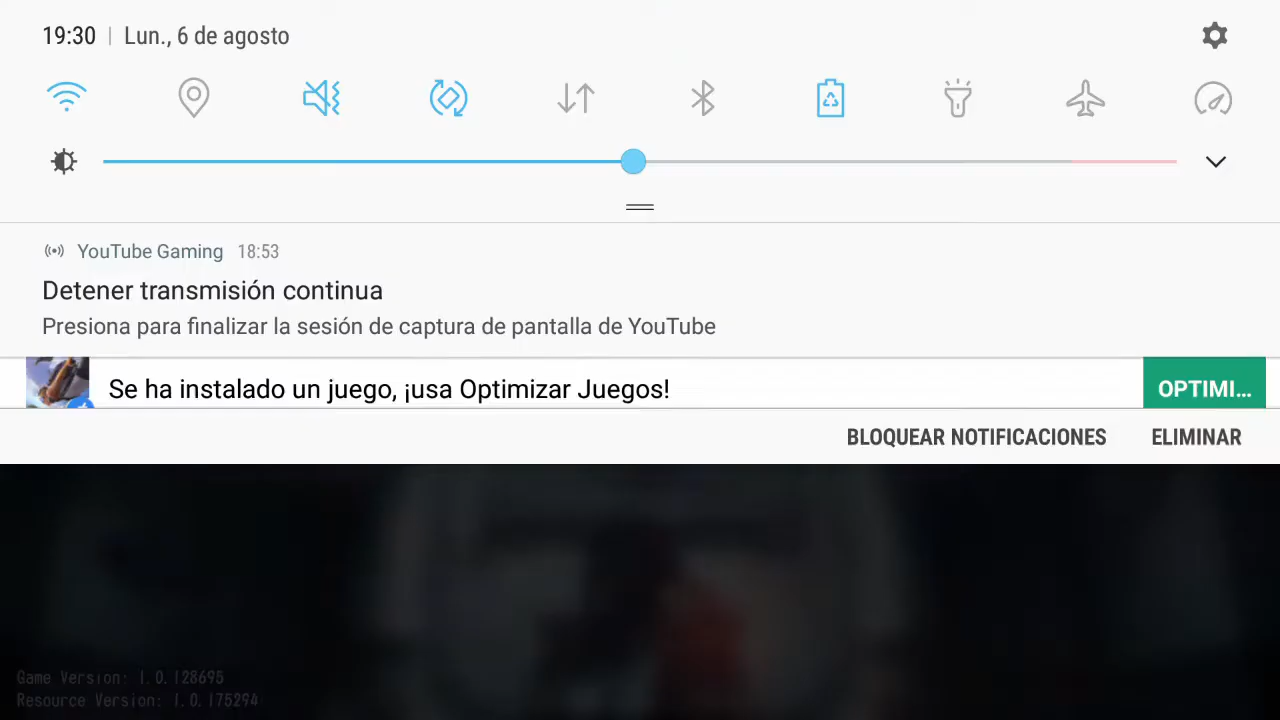 19:30 | Lun., 6 de agosto
YouTube Gaming 18:53
Detener transmisión continua
Presiona para finalizar la sesión de captura de pantalla de YouTube
Se ha instalado un juego, ¡usa Optimizar Juegos!
OPTIMI...
BLOQUEAR NOTIFICACIONES ELIMINAR
Game Version: 1.0.128695
Resource Version: 1.0.175294